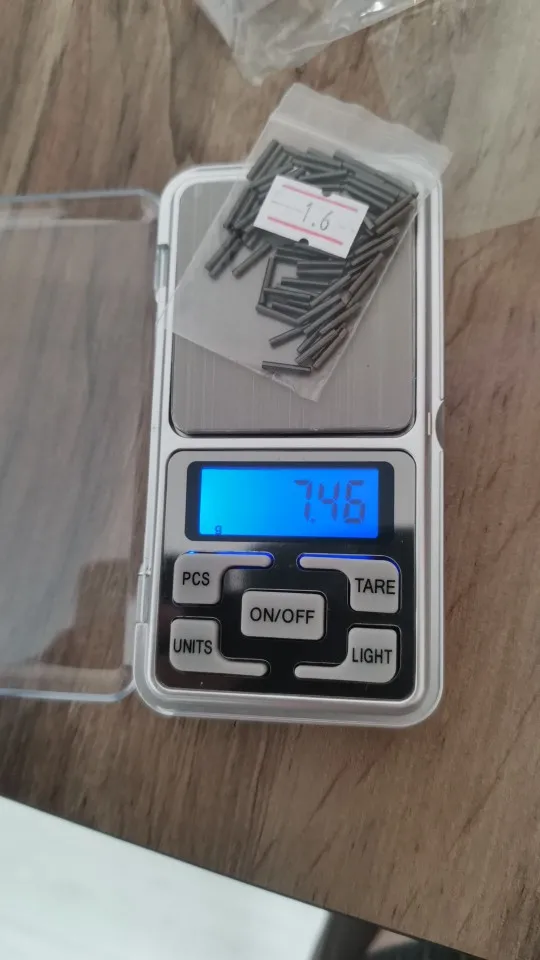 1.6
7.46
g
PCS
TARE
ON/OFF
UNITS
LIGHT